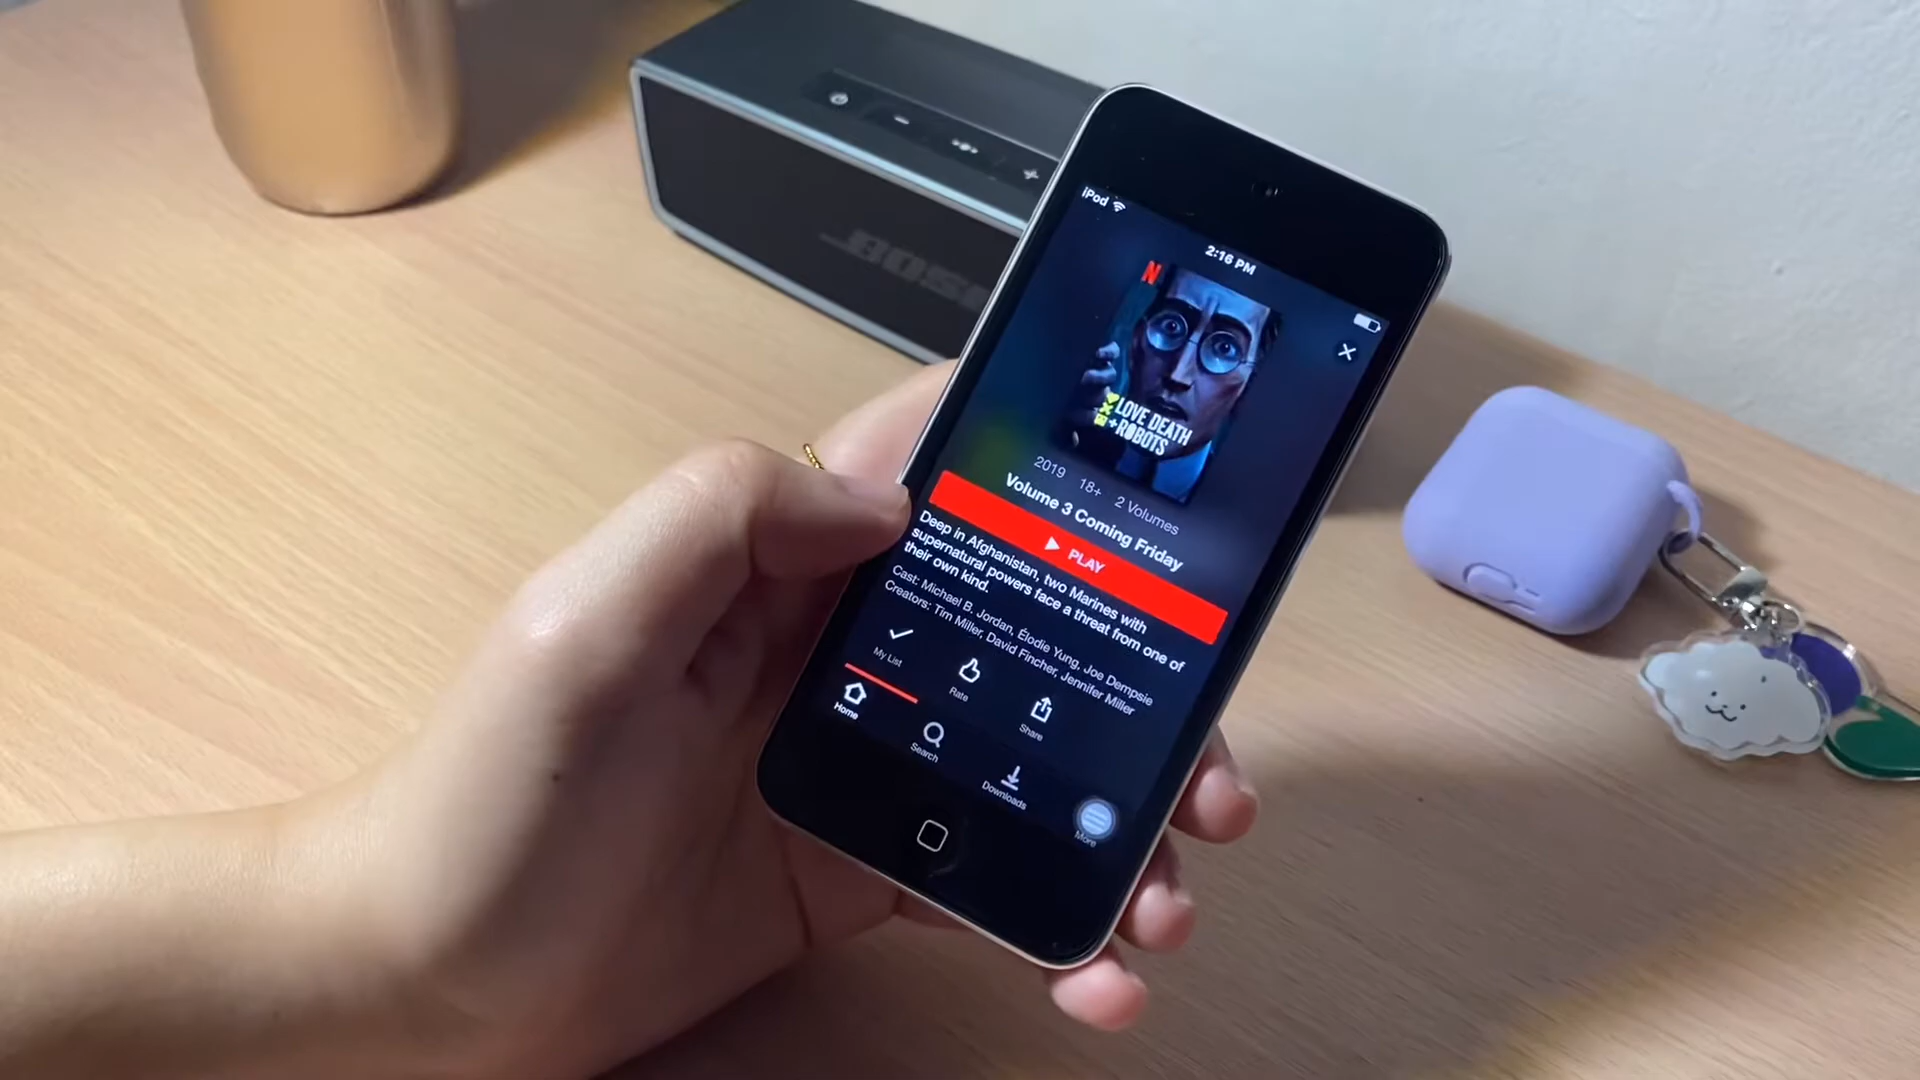 BOSE
iPod
2:16 PM
N
LOVE DEATH
+ROBOTS
2019 18+ 2 Volumes
Volume 3 Coming Friday
PLAY
Deep in Afghanistan, two Marines with
supernatural powers face a threat from one of
their own kind.
Cast: Michael B. Jordan, Élodie Yung, Joe Dempsie
Creators: Tim Miller, David Fincher, Jennifer Miller
My List
Rate
Share
Home
Search
Downloads
More